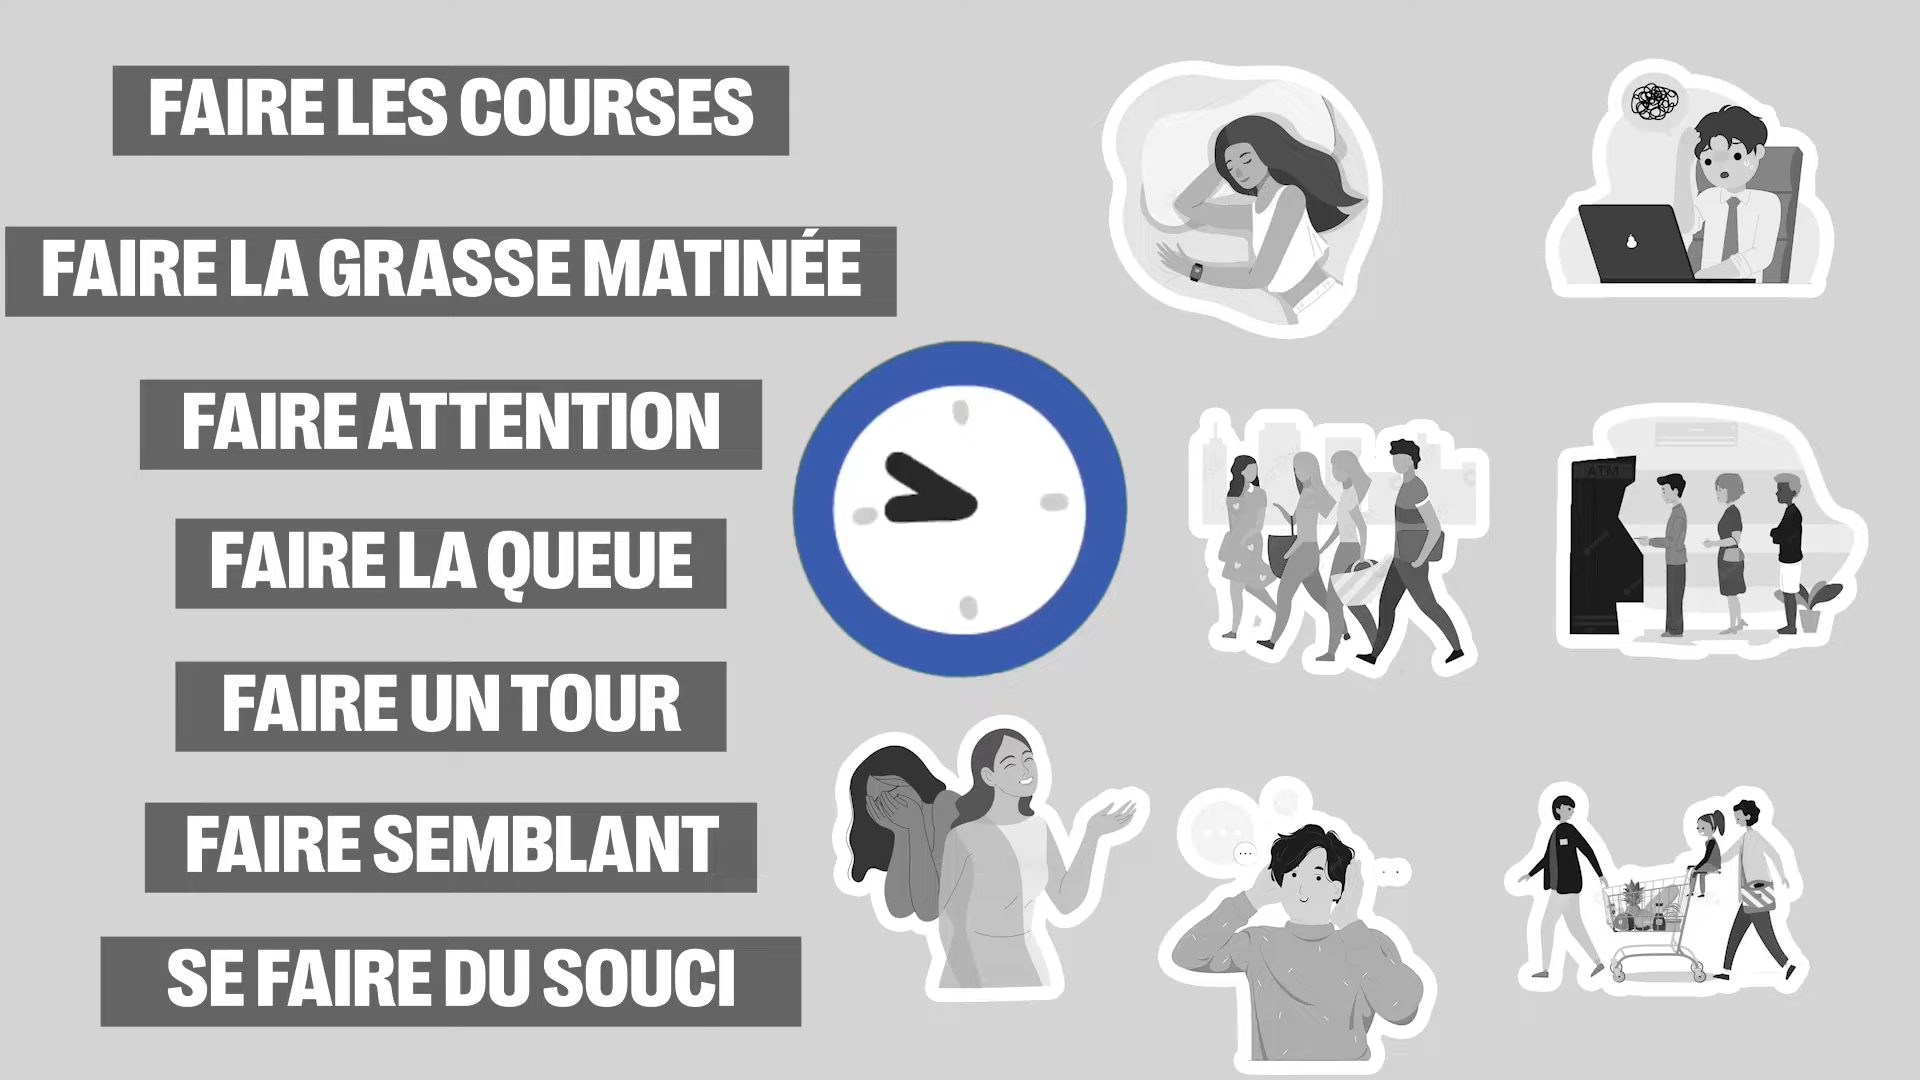 FAIRE LES COURSES
FAIRE LA GRASSE MATINÉE
FAIRE ATTENTION
FAIRE LA QUEUE
FAIRE UN TOUR
FAIRE SEMBLANT
SE FAIRE DU SOUCI
ATM